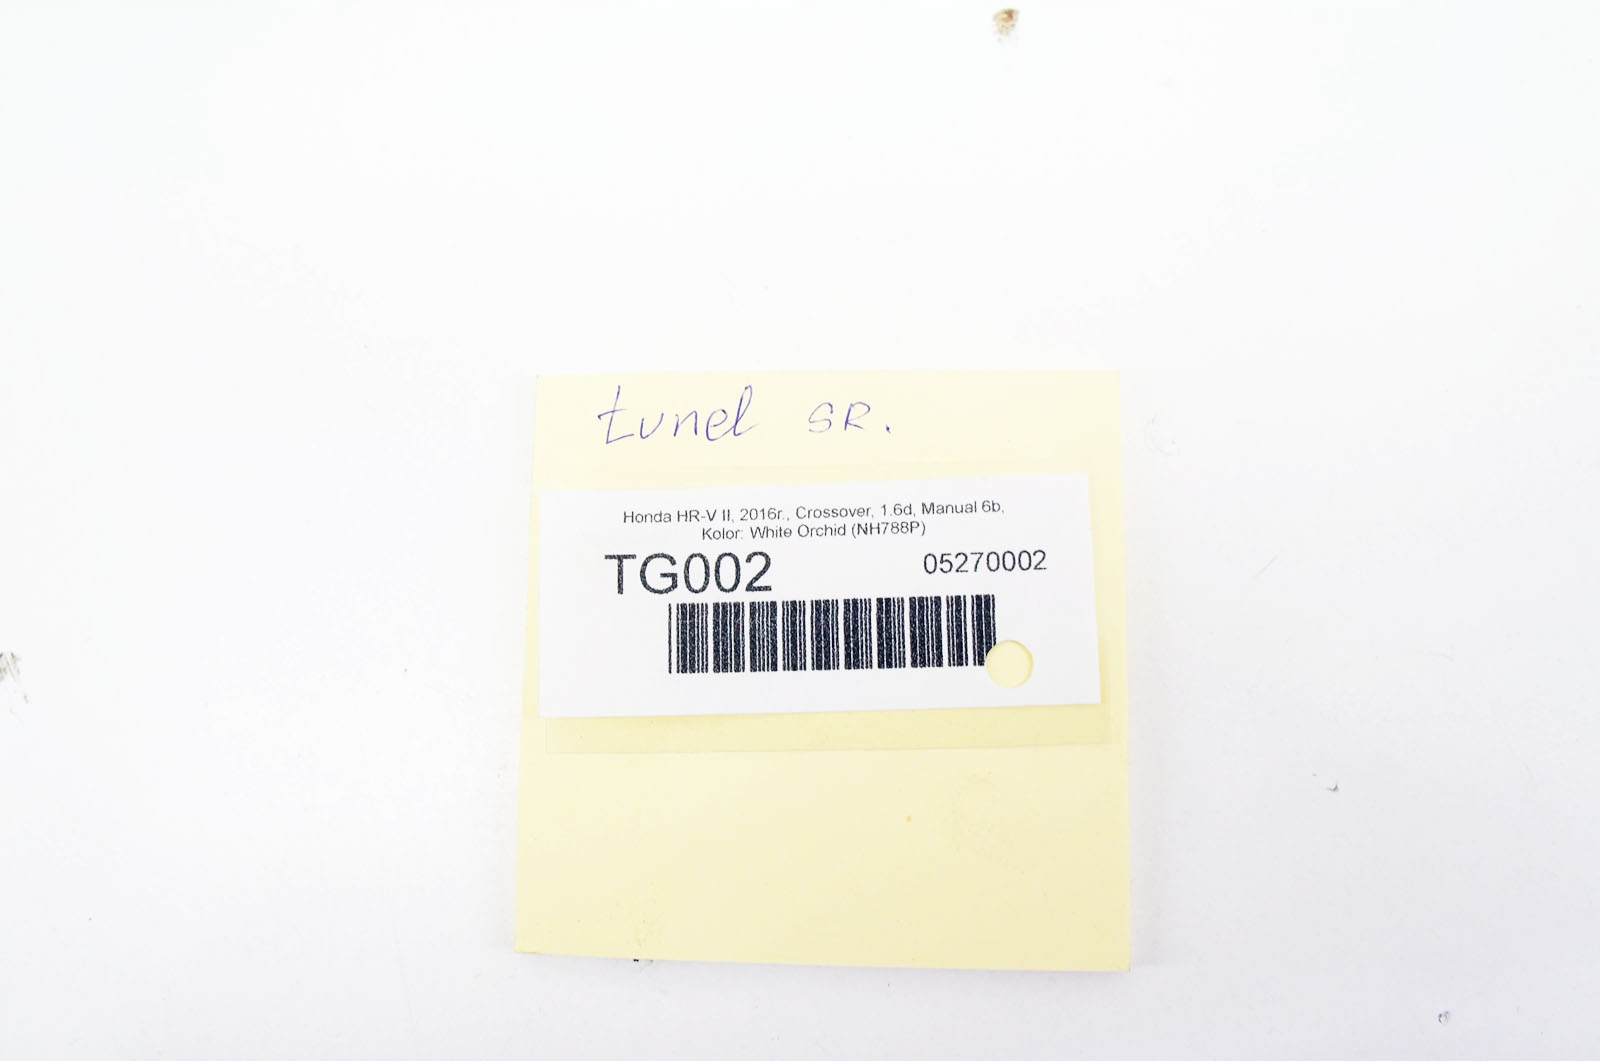 tunel SR.
Honda HR-V II, 2016r., Crossover, 1.6d, Manual 6b,
Kolor: White Orchid (NH788P)
TG002 05270002